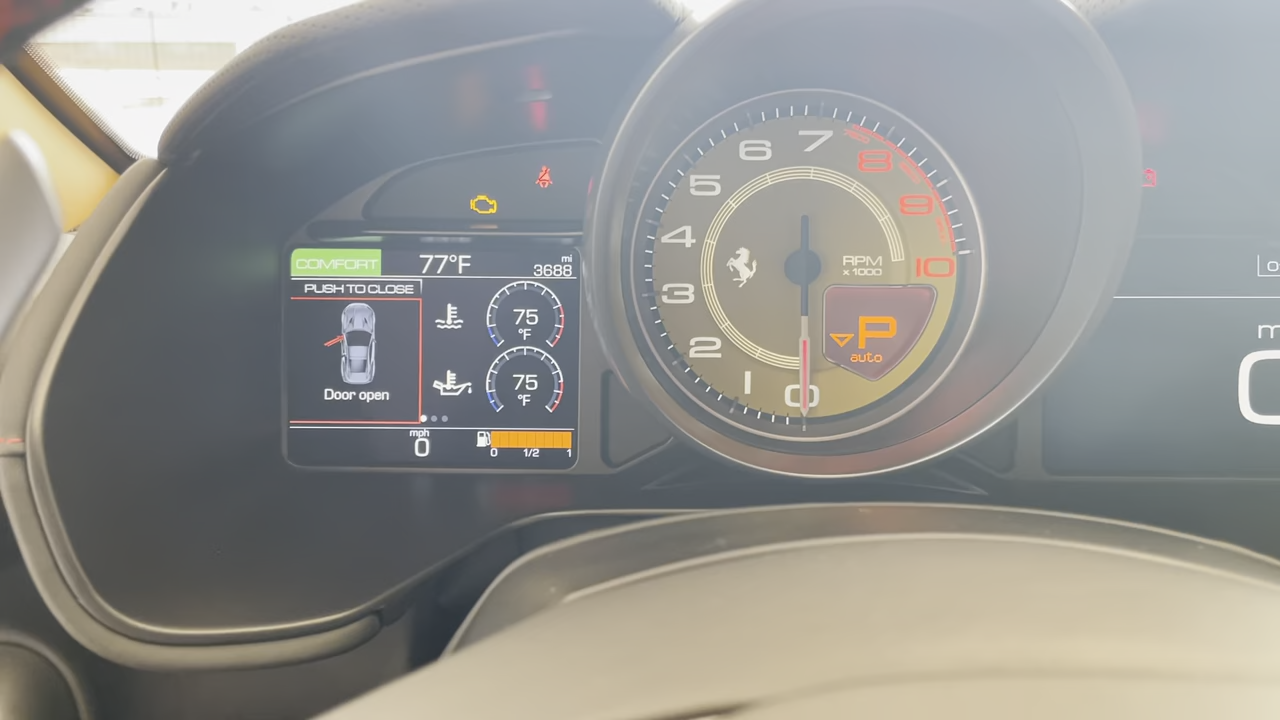 COMFORT 77°F mi
3688
PUSH TO CLOSE
75
°F
75
°F
Door open
mph
0
0 1/2 1
0
1
2
3
4
5
6
7
8
9
10
RPM
x 1000
P
auto
0